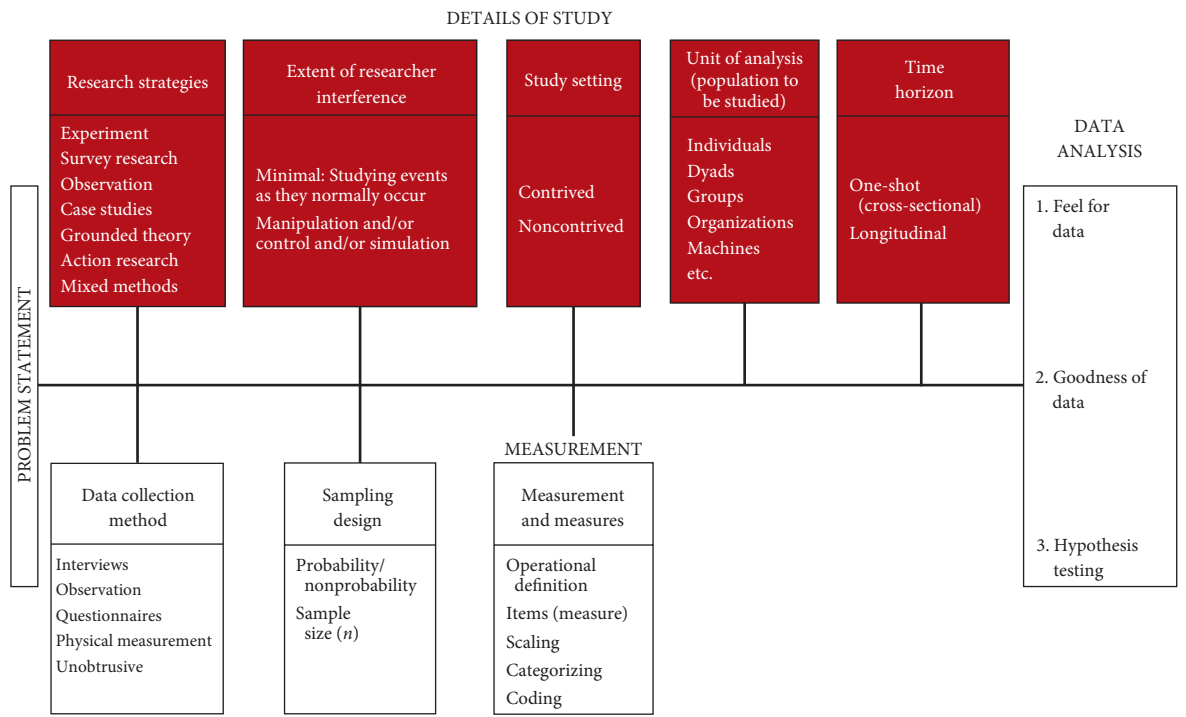 DETAILS OF STUDY
Research strategies
Experiment
Survey research
Observation
Case studies
Grounded theory
Action research
Mixed methods
Extent of researcher
interference
Minimal: Studying events
as they normally occur
Manipulation and/or
control and/or simulation
Study setting
Contrived
Noncontrived
Unit of analysis
(population to
be studied)
Individuals
Dyads
Groups
Organizations
Machines
etc.
Time
horizon
One-shot
(cross-sectional)
Longitudinal
DATA
ANALYSIS
1. Feel for
data
2. Goodness of
data
3. Hypothesis
testing
PROBLEM STATEMENT
Data collection
method
Interviews
Observation
Questionnaires
Physical measurement
Unobtrusive
Sampling
design
Probability/
nonprobability
Sample
size (n)
MEASUREMENT
Measurement
and measures
Operational
definition
Items (measure)
Scaling
Categorizing
Coding